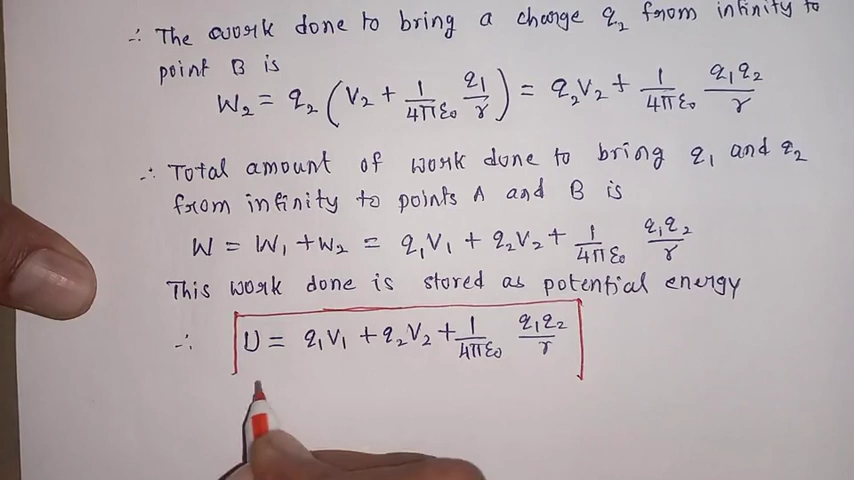 ∴ The work done to bring a charge q₂ from infinity to
point B is
W₂ = q₂ (V₂ + 1/4πε₀ q₁/r) = q₂V₂ + 1/4πε₀ q₁q₂/r
∴ Total amount of work done to bring q₁ and q₂
from infinity to points A and B is
W = W₁ + W₂ = q₁V₁ + q₂V₂ + 1/4πε₀ q₁q₂/r
This work done is stored as potential energy
∴ U = q₁V₁ + q₂V₂ + 1/4πε₀ q₁q₂/r